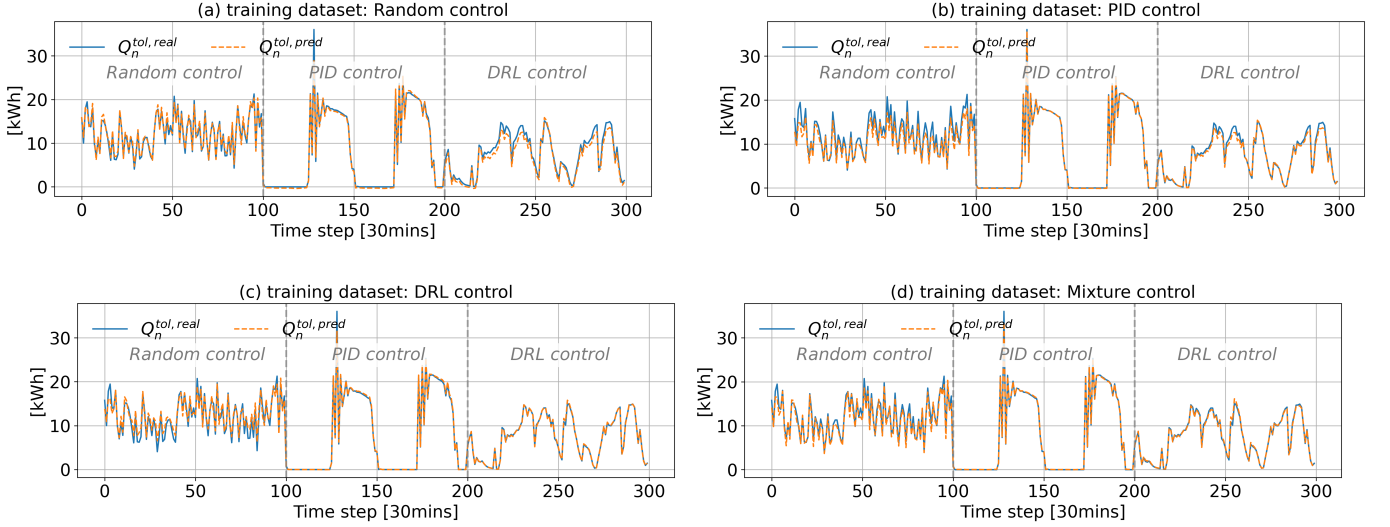 (a) training dataset: Random control
Q_n^{tol, real} Q_n^{tol, pred}
Random control PID control DRL control
[kWh]
30
20
10
0
0 50 100 150 200 250 300
Time step [30mins]
(b) training dataset: PID control
Q_n^{tol, real} Q_n^{tol, pred}
Random control PID control DRL control
[kWh]
30
20
10
0
0 50 100 150 200 250 300
Time step [30mins]
(c) training dataset: DRL control
Q_n^{tol, real} Q_n^{tol, pred}
Random control PID control DRL control
[kWh]
30
20
10
0
0 50 100 150 200 250 300
Time step [30mins]
(d) training dataset: Mixture control
Q_n^{tol, real} Q_n^{tol, pred}
Random control PID control DRL control
[kWh]
30
20
10
0
0 50 100 150 200 250 300
Time step [30mins]